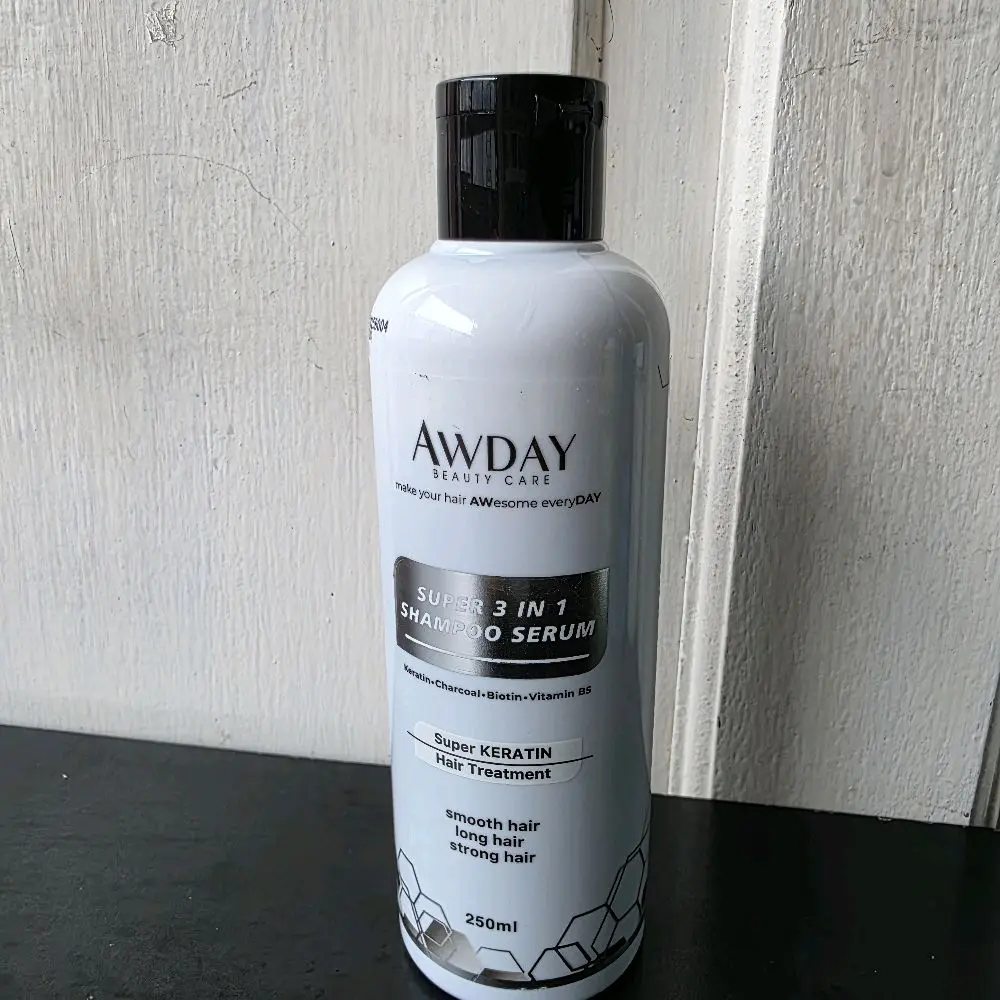 AWDAY
BEAUTY CARE
make your hair AWesome everyDAY
SUPER 3 IN 1
SHAMPOO SERUM
Keratin•Charcoal•Biotin•Vitamin B5
Super KERATIN
Hair Treatment
smooth hair
long hair
strong hair
250ml